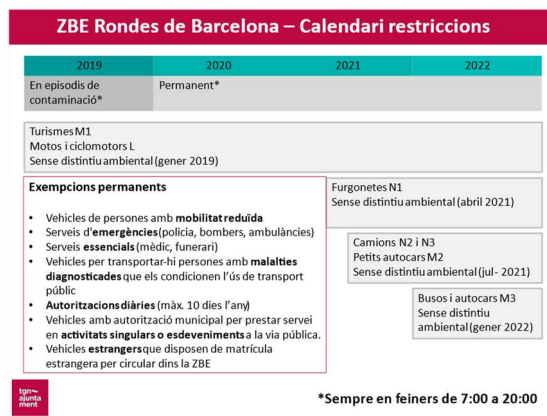 ZBE Rondes de Barcelona – Calendari restriccions
2019 2020 2021 2022
En episodis de
contaminació*
Permanent*
Turismes M1
Motos i ciclomotors L
Sense distintiu ambiental (gener 2019)
Exempcions permanents
• Vehicles de persones amb mobilitat reduïda
• Serveis d'emergències (policia, bombers, ambulàncies)
• Serveis essencials (mèdic, funerari)
• Vehicles per transportar-hi persones amb malalties
diagnosticades que els condicionen l'ús de transport
públic
• Autoritzacions diàries (màx. 10 dies l'any)
• Vehicles amb autorització municipal per prestar servei
en activitats singulars o esdeveniments a la via pública.
• Vehicles estrangers que disposen de matrícula
estrangera per circular dins la ZBE
Furgonetes N1
Sense distintiu ambiental (abril 2021)
Camions N2 i N3
Petits autocars M2
Sense distintiu ambiental (jul- 2021)
Busos i autocars M3
Sense distintiu
ambiental (gener 2022)
tgn
ajunta
ment
*Sempre en feiners de 7:00 a 20:00